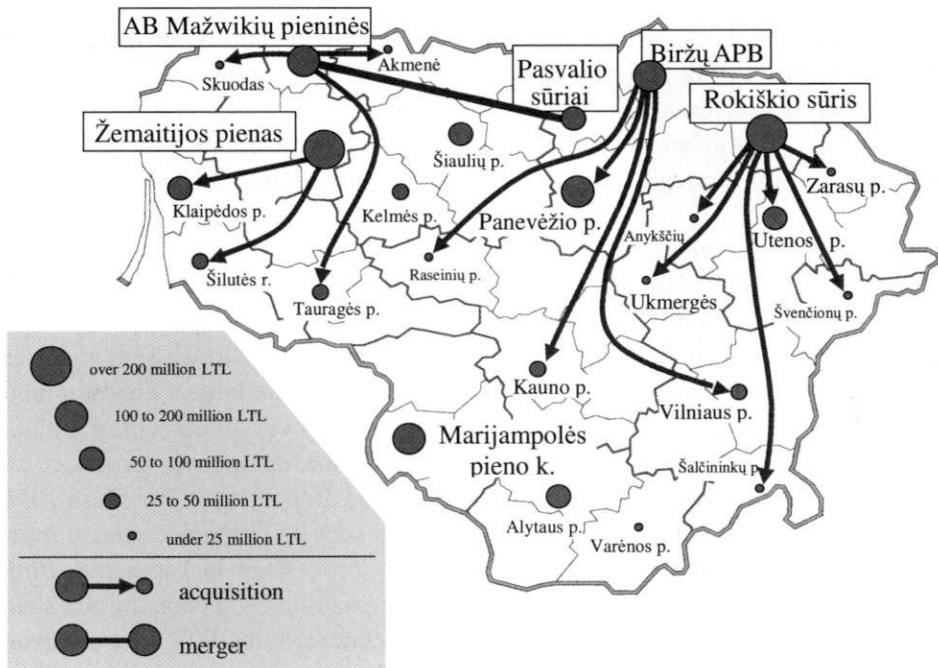 AB Mažwikių pieninės
Skuodas
Akmenė
Pasvalio
sūriai
Biržų APB
Rokiškio sūris
Žemaitijos pienas
Šiaulių p.
Klaipėdos p.
Kelmės p.
Panevėžio p.
Anykščių
Utenos p.
Zarasų p.
Šilutės r.
Tauragės p.
Raseinių p.
Ukmergės
Švenčionų p.
Kauno p.
Vilniaus p.
Marijampolės
pieno k.
Šalčininkų p.
Alytaus p.
Varėnos p.
over 200 million LTL
100 to 200 million LTL
50 to 100 million LTL
25 to 50 million LTL
under 25 million LTL
acquisition
merger